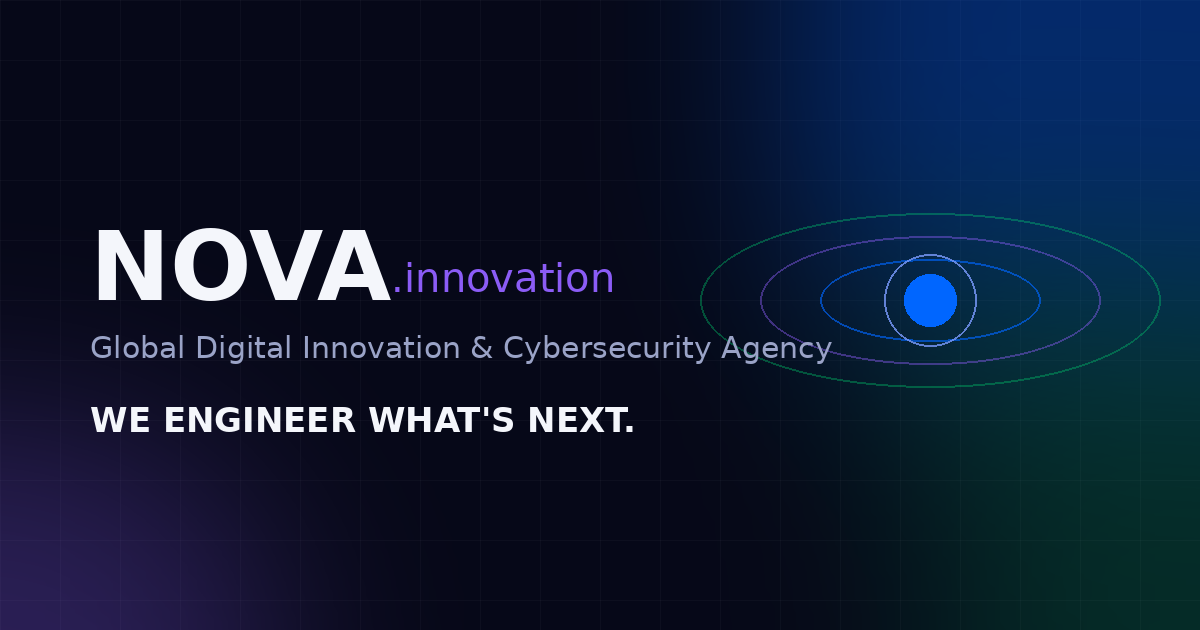 NOVA.innovation
Global Digital Innovation & Cybersecurity Agency
WE ENGINEER WHAT'S NEXT.